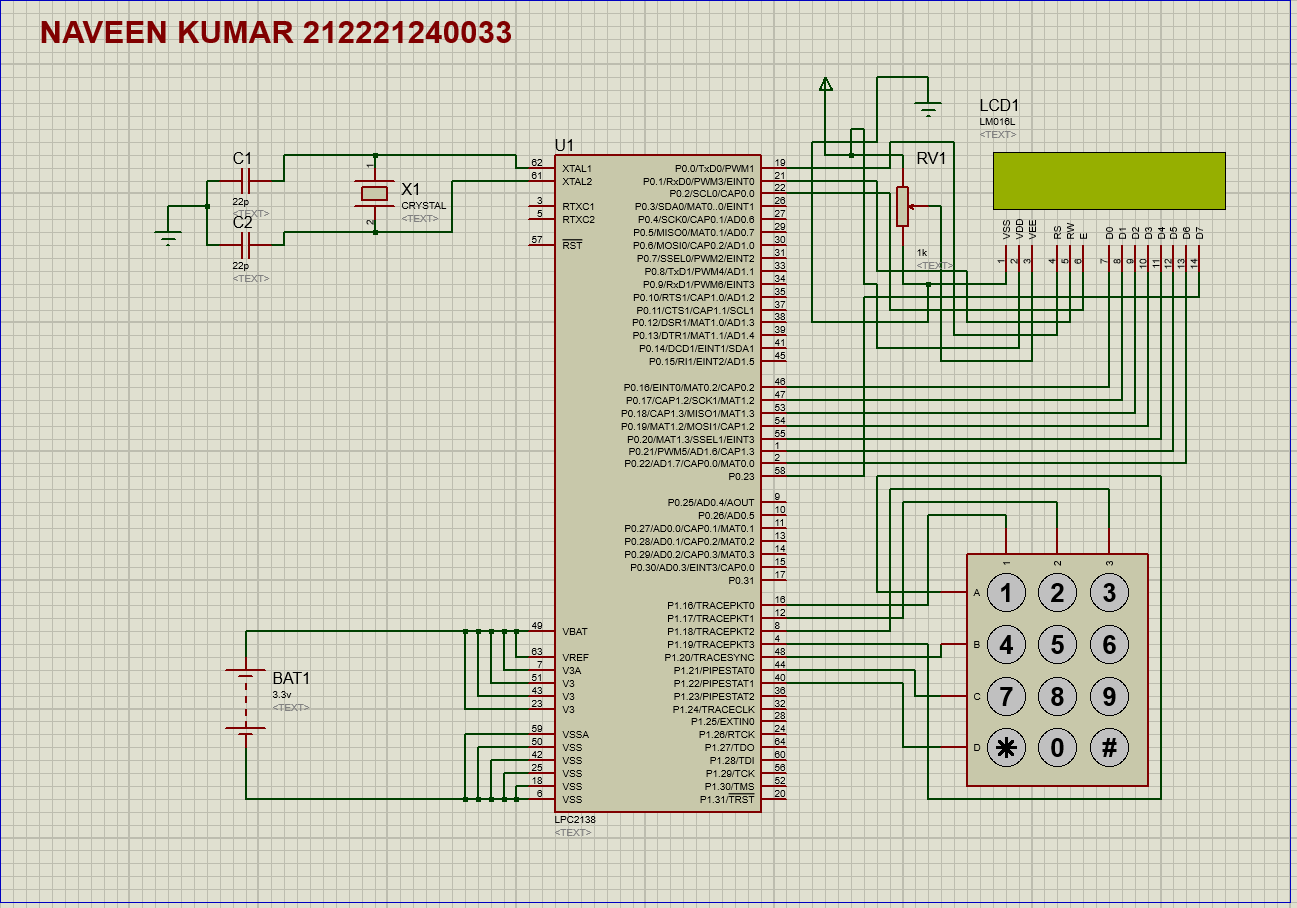 NAVEEN KUMAR 212221240033
LCD1
LM016L
<TEXT>
VSS VDD VEE RS RW E D0 D1 D2 D3 D4 D5 D6 D7
1 2 3 4 5 6 7 8 9 10 11 12 13 14
RV1
1k
<TEXT>
C1
22p
<TEXT>
C2
22p
<TEXT>
X1
CRYSTAL
<TEXT>
1
2
U1
62 XTAL1
61 XTAL2
3 RTXC1
5 RTXC2
57 RST
49 VBAT
63 VREF
7 V3A
51 V3
43 V3
23 V3
59 VSSA
50 VSS
42 VSS
25 VSS
18 VSS
6 VSS
P0.0/TxD0/PWM1 19
P0.1/RxD0/PWM3/EINT0 21
P0.2/SCL0/CAP0.0 22
P0.3/SDA0/MAT0..0/EINT1 26
P0.4/SCK0/CAP0.1/AD0.6 27
P0.5/MISO0/MAT0.1/AD0.7 29
P0.6/MOSI0/CAP0.2/AD1.0 30
P0.7/SSEL0/PWM2/EINT2 31
P0.8/TxD1/PWM4/AD1.1 33
P0.9/RxD1/PWM6/EINT3 34
P0.10/RTS1/CAP1.0/AD1.2 35
P0.11/CTS1/CAP1.1/SCL1 37
P0.12/DSR1/MAT1.0/AD1.3 38
P0.13/DTR1/MAT1.1/AD1.4 39
P0.14/DCD1/EINT1/SDA1 41
P0.15/RI1/EINT2/AD1.5 45
P0.16/EINT0/MAT0.2/CAP0.2 46
P0.17/CAP1.2/SCK1/MAT1.2 47
P0.18/CAP1.3/MISO1/MAT1.3 53
P0.19/MAT1.2/MOSI1/CAP1.2 54
P0.20/MAT1.3/SSEL1/EINT3 55
P0.21/PWM5/AD1.6/CAP1.3 1
P0.22/AD1.7/CAP0.0/MAT0.0 2
P0.23 58
P0.25/AD0.4/AOUT 9
P0.26/AD0.5 10
P0.27/AD0.0/CAP0.1/MAT0.1 11
P0.28/AD0.1/CAP0.2/MAT0.2 13
P0.29/AD0.2/CAP0.3/MAT0.3 14
P0.30/AD0.3/EINT3/CAP0.0 15
P0.31 17
P1.16/TRACEPKT0 16
P1.17/TRACEPKT1 12
P1.18/TRACEPKT2 8
P1.19/TRACEPKT3 4
P1.20/TRACESYNC 48
P1.21/PIPESTAT0 44
P1.22/PIPESTAT1 40
P1.23/PIPESTAT2 36
P1.24/TRACECLK 32
P1.25/EXTIN0 28
P1.26/RTCK 24
P1.27/TDO 64
P1.28/TDI 60
P1.29/TCK 56
P1.30/TMS 52
P1.31/TRST 20
LPC2138
<TEXT>
BAT1
3.3v
<TEXT>
1 2 3
A 1 2 3
B 4 5 6
C 7 8 9
D * 0 #